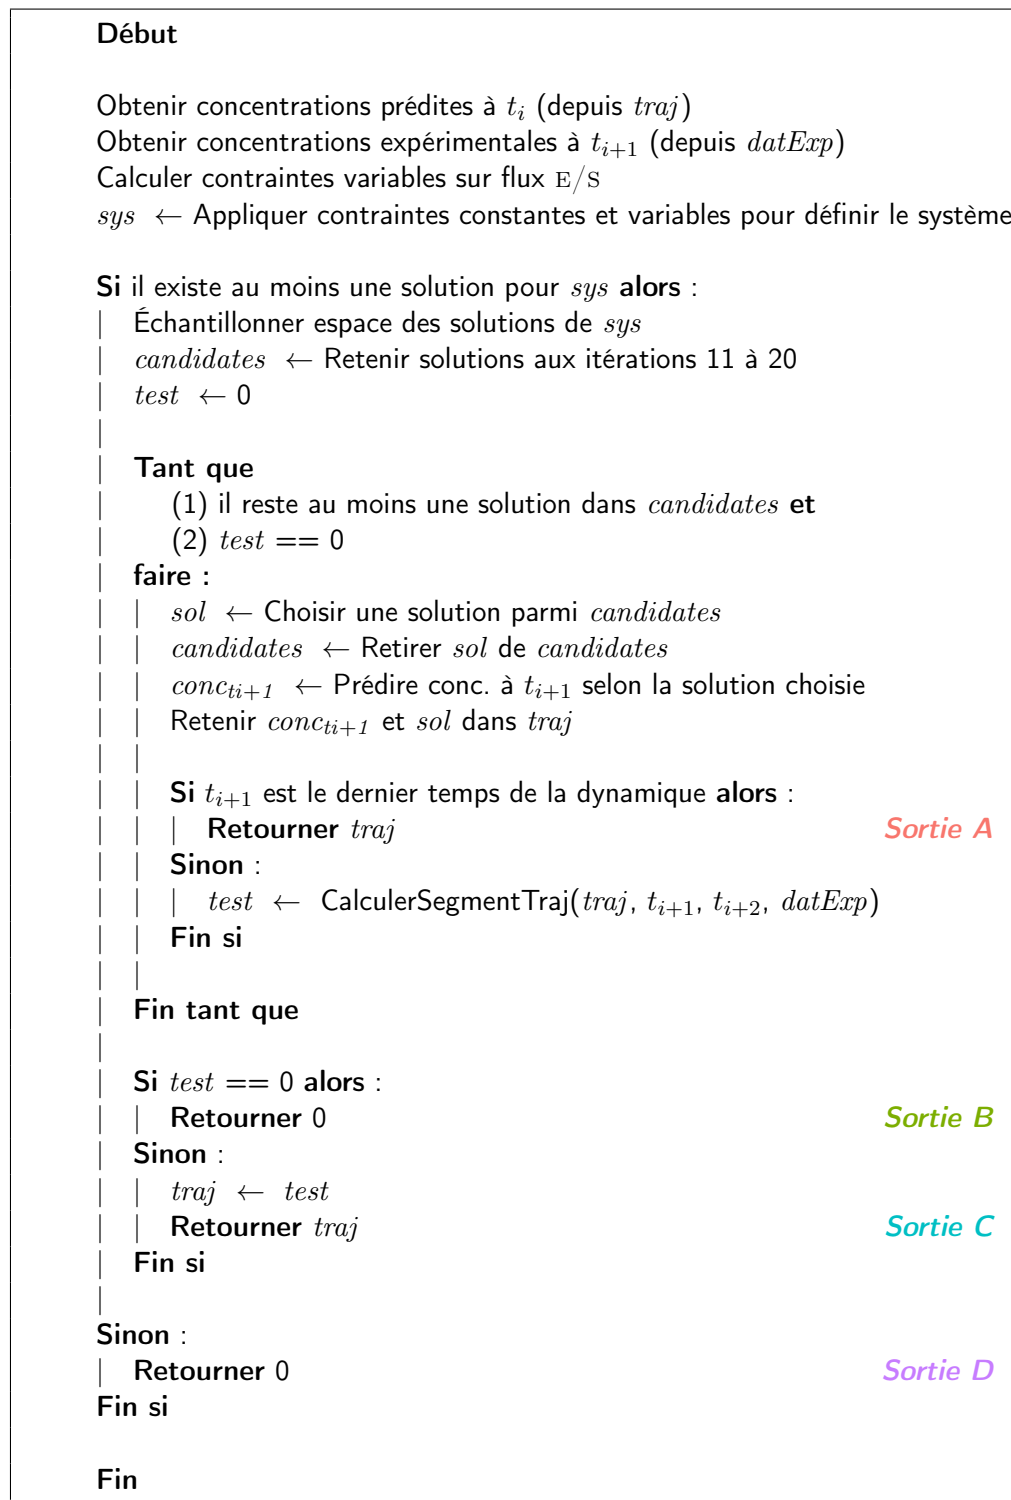 Début
Obtenir concentrations prédites à tᵢ (depuis traj)
Obtenir concentrations expérimentales à tᵢ₊₁ (depuis datExp)
Calculer contraintes variables sur flux E/S
sys ← Appliquer contraintes constantes et variables pour définir le système
Si il existe au moins une solution pour sys alors :
| Échantillonner espace des solutions de sys
| candidates ← Retenir solutions aux itérations 11 à 20
| test ← 0
|
| Tant que
| (1) il reste au moins une solution dans candidates et
| (2) test == 0
| faire :
| | sol ← Choisir une solution parmi candidates
| | candidates ← Retirer sol de candidates
| | conc_{ti+1} ← Prédire conc. à tᵢ₊₁ selon la solution choisie
| | Retenir conc_{ti+1} et sol dans traj
| |
| | Si tᵢ₊₁ est le dernier temps de la dynamique alors :
| | | Retourner traj Sortie A
| | Sinon :
| | | test ← CalculerSegmentTraj(traj, tᵢ₊₁, tᵢ₊₂, datExp)
| | Fin si
| |
| Fin tant que
|
| Si test == 0 alors :
| | Retourner 0 Sortie B
| Sinon :
| | traj ← test
| | Retourner traj Sortie C
| Fin si
|
Sinon :
| Retourner 0 Sortie D
Fin si
Fin